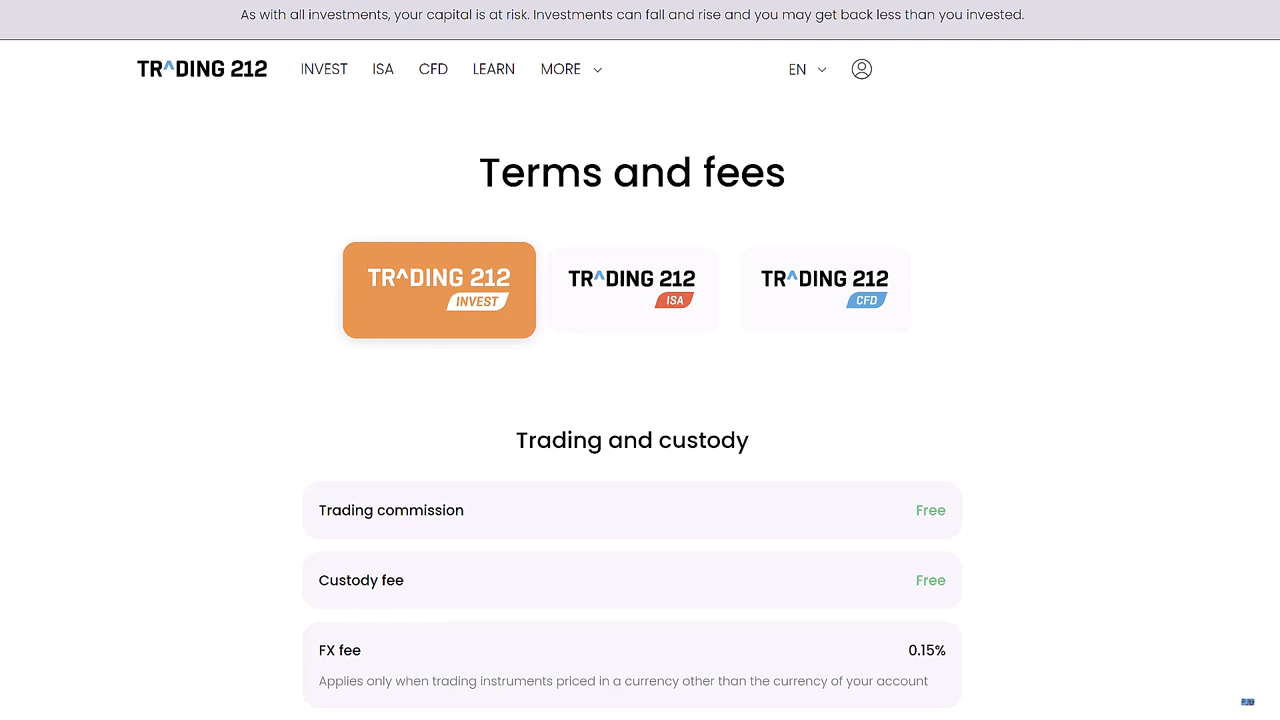 As with all investments, your capital is at risk. Investments can fall and rise and you may get back less than you invested.
TR^DING 212 INVEST ISA CFD LEARN MORE EN
Terms and fees
TR^DING 212 TR^DING 212 TR^DING 212
INVEST ISA CFD
Trading and custody
Trading commission Free
Custody fee Free
FX fee 0.15%
Applies only when trading instruments priced in a currency other than the currency of your account